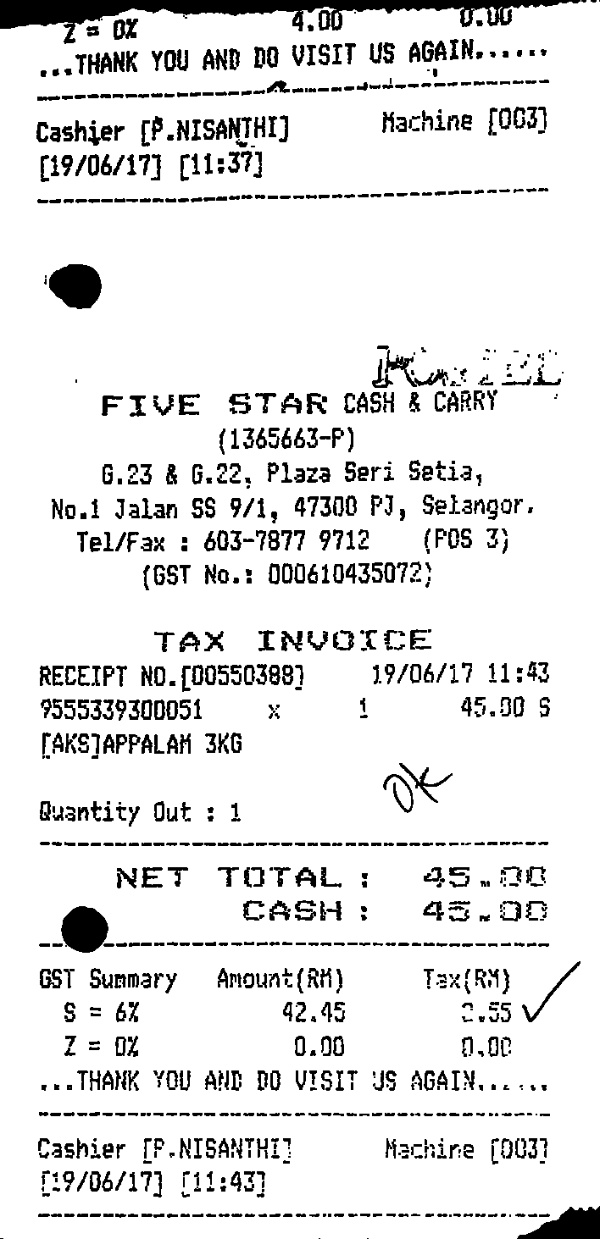 Z = 0% 4.00 0.00
...THANK YOU AND DO VISIT US AGAIN......
Cashier [P.NISANTHI] Machine [003]
[19/06/17] [11:37]
FIVE STAR CASH & CARRY
(1365663-P)
G.23 & G.22, Plaza Seri Setia,
No.1 Jalan SS 9/1, 47300 PJ, Selangor.
Tel/Fax : 603-7877 9712 (POS 3)
(GST No.: 000610435072)
TAX INVOICE
RECEIPT NO.[00550388] 19/06/17 11:43
9555339300051 x 1 45.00 S
[AKS]APPALAM 3KG
OK
Quantity Out : 1
NET TOTAL : 45.00
CASH : 45.00
GST Summary Amount(RM) Tax(RM)
S = 6% 42.45 2.55
Z = 0% 0.00 0.00
...THANK YOU AND DO VISIT US AGAIN......
Cashier [P.NISANTHI] Machine [003]
[19/06/17] [11:43]